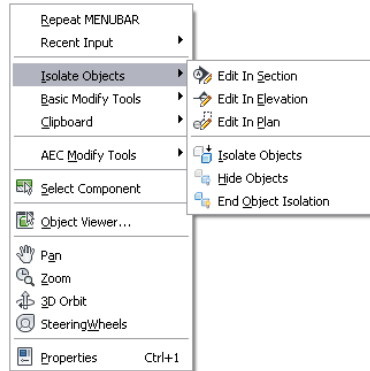 Repeat MENUBAR
Recent Input
Isolate Objects
Basic Modify Tools
Clipboard
AEC Modify Tools
Select Component
Object Viewer...
Pan
Zoom
3D Orbit
SteeringWheels
Properties Ctrl+1
Edit In Section
Edit In Elevation
Edit In Plan
Isolate Objects
Hide Objects
End Object Isolation